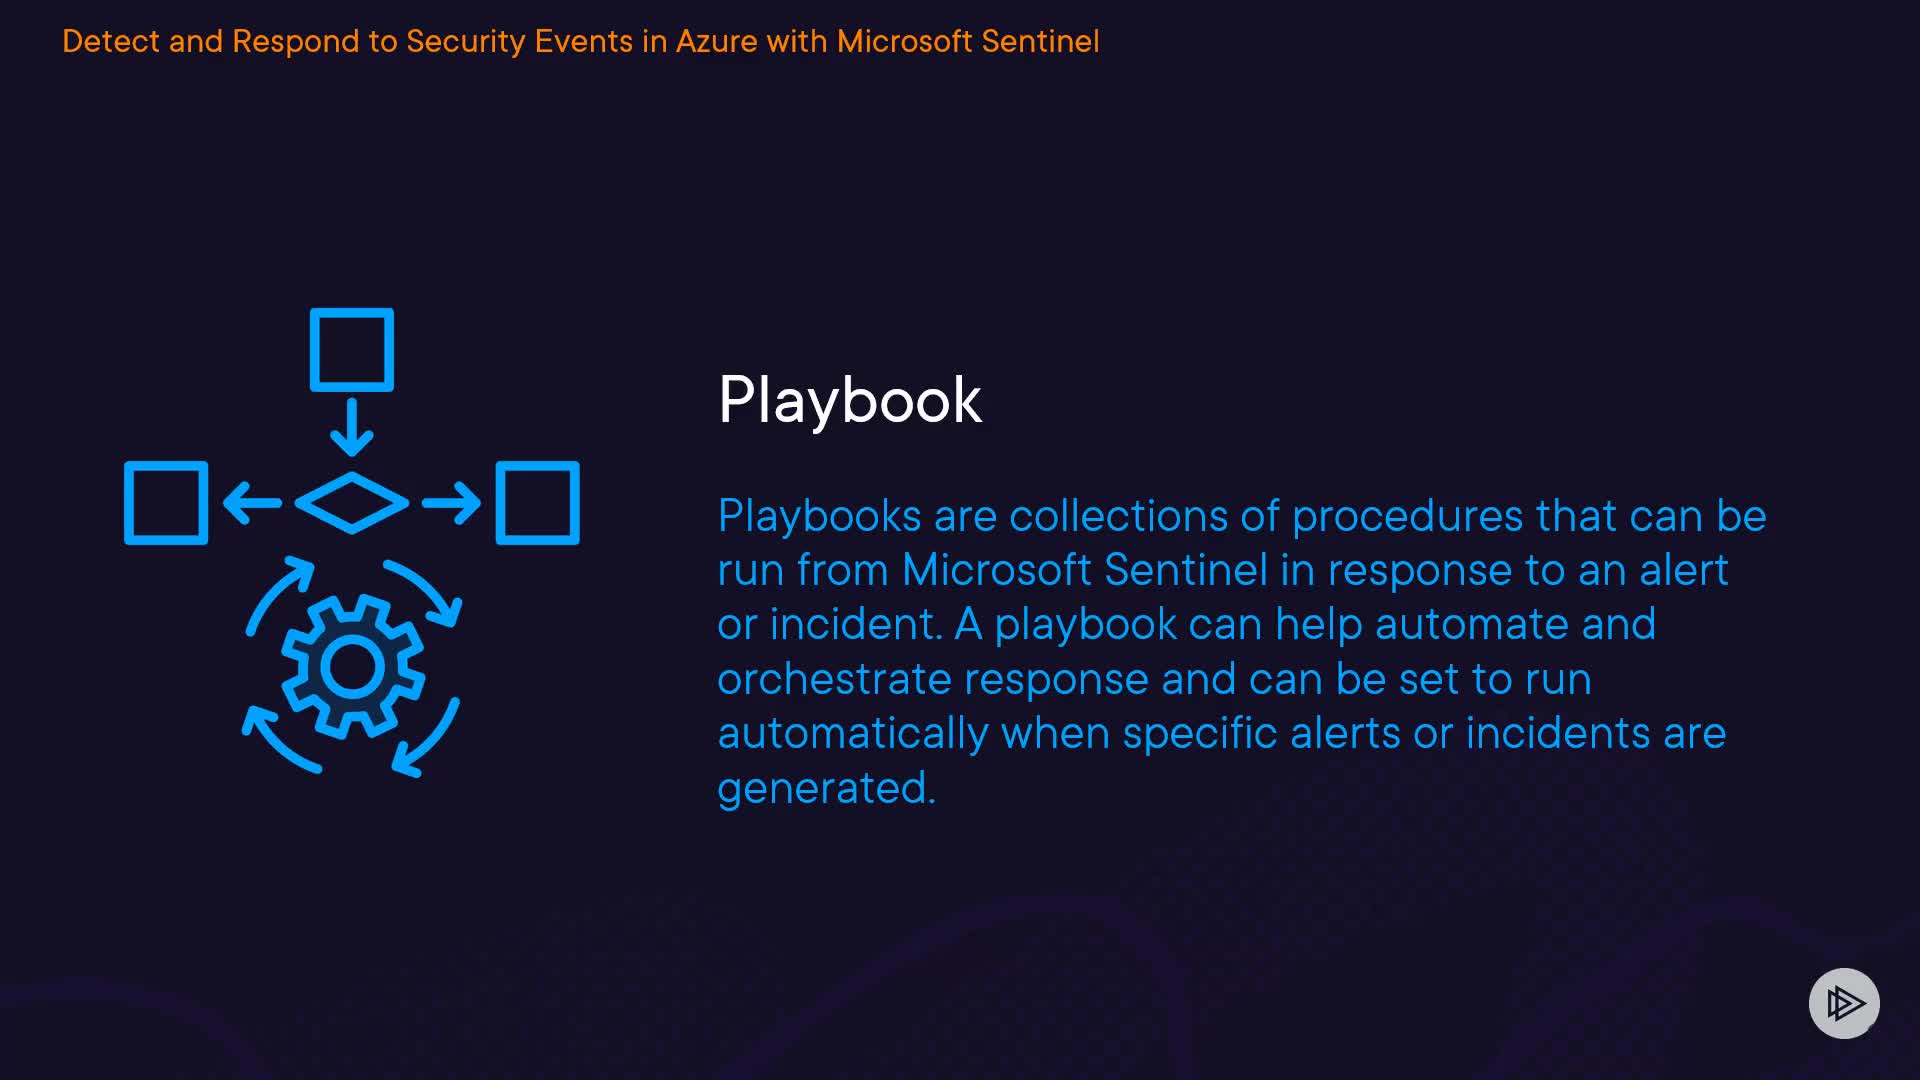 Detect and Respond to Security Events in Azure with Microsoft Sentinel
Playbook
Playbooks are collections of procedures that can be
run from Microsoft Sentinel in response to an alert
or incident. A playbook can help automate and
orchestrate response and can be set to run
automatically when specific alerts or incidents are
generated.